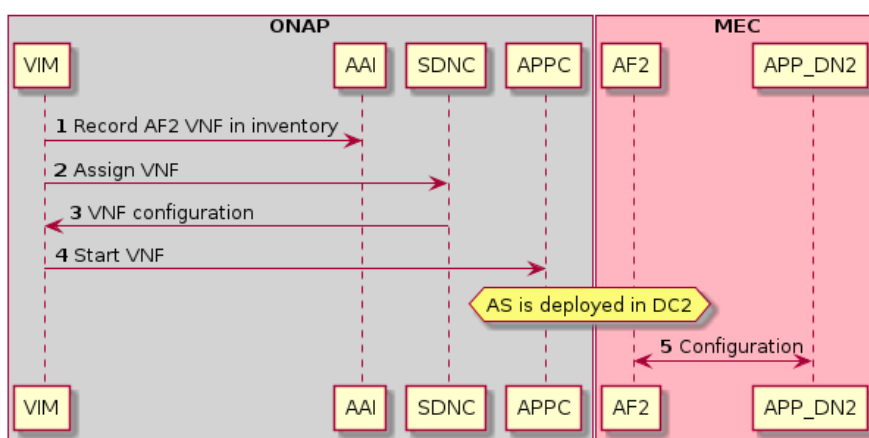 ONAP MEC
VIM AAI SDNC APPC AF2 APP_DN2
1 Record AF2 VNF in inventory
2 Assign VNF
3 VNF configuration
4 Start VNF
AS is deployed in DC2
5 Configuration
VIM AAI SDNC APPC AF2 APP_DN2